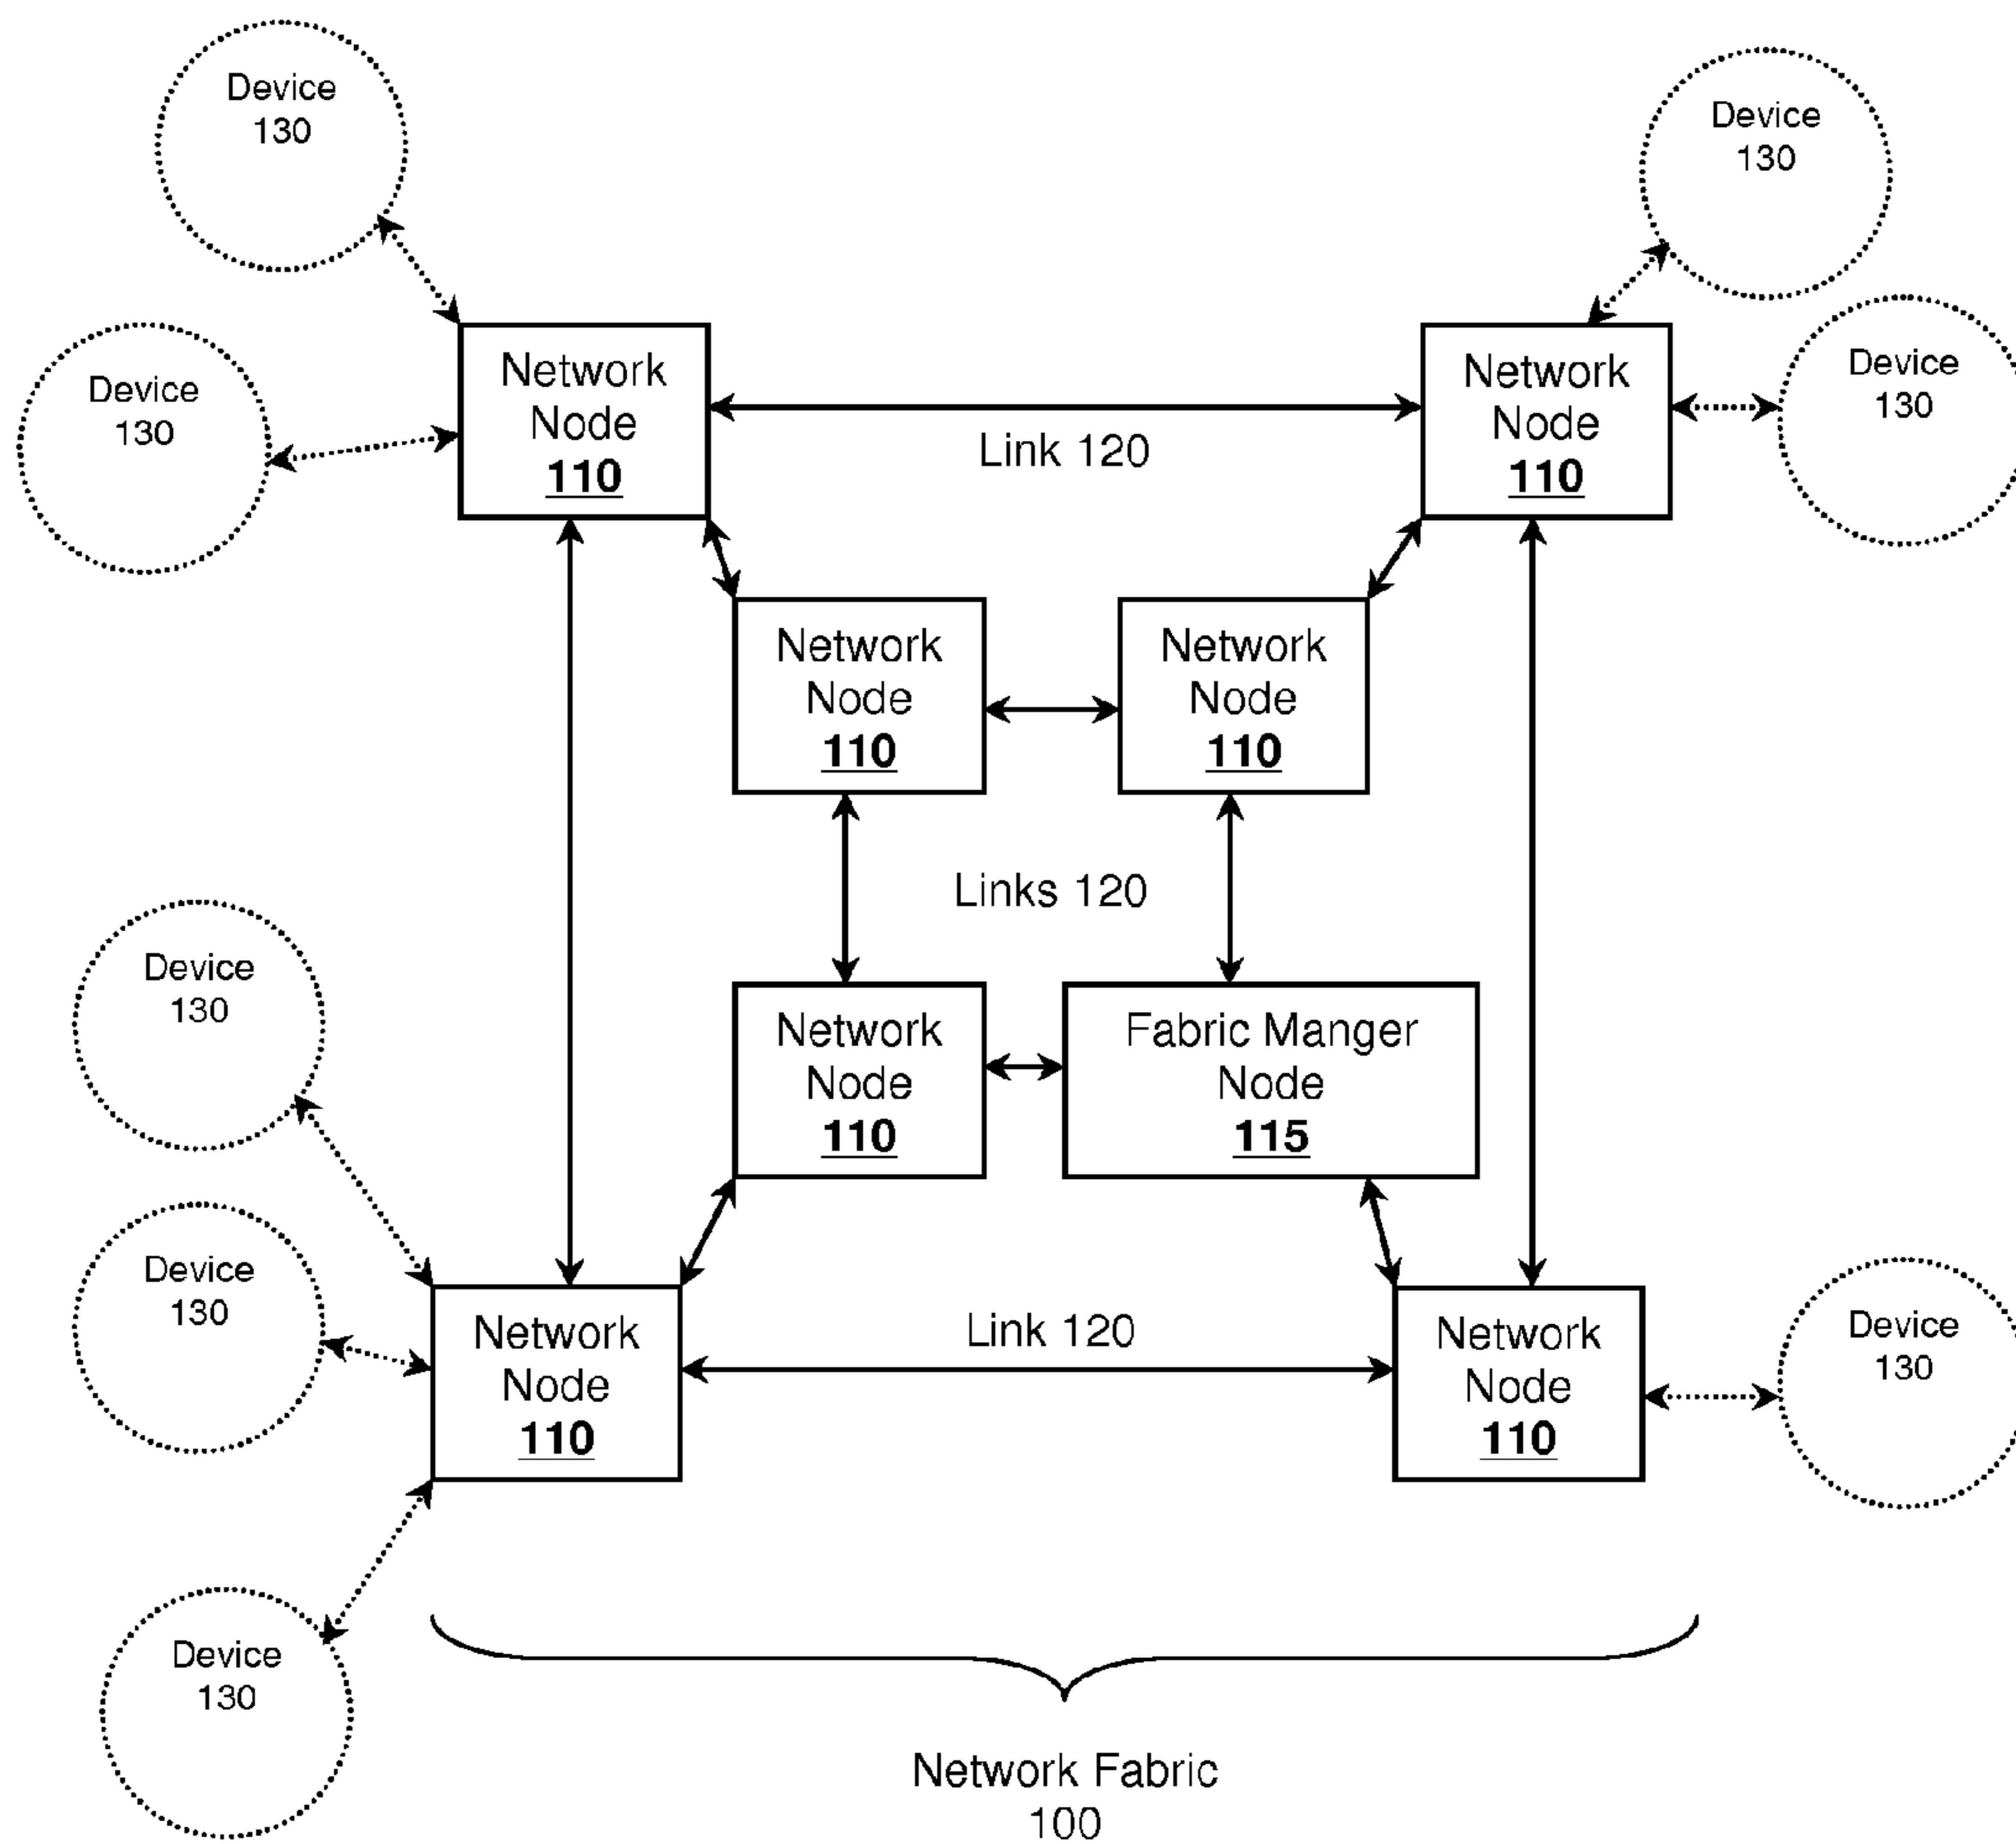 Device
130
Device
130
Device
130
Network
Node
110
Network
Node
110
Device
130
Link 120
Network
Node
110
Network
Node
110
Links 120
Device
130
Network
Node
110
Fabric Manger
Node
115
Device
130
Network
Node
110
Link 120
Network
Node
110
Device
130
Device
130
Network Fabric
100